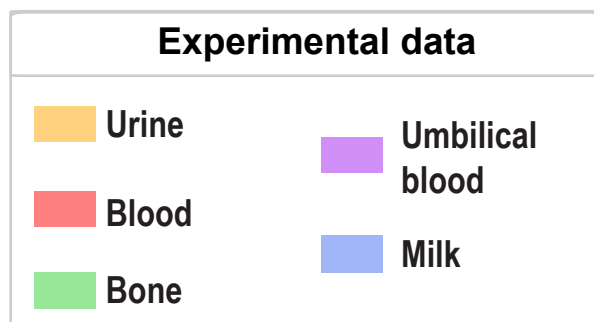 Experimental data
Urine
Blood
Bone
Umbilical
blood
Milk